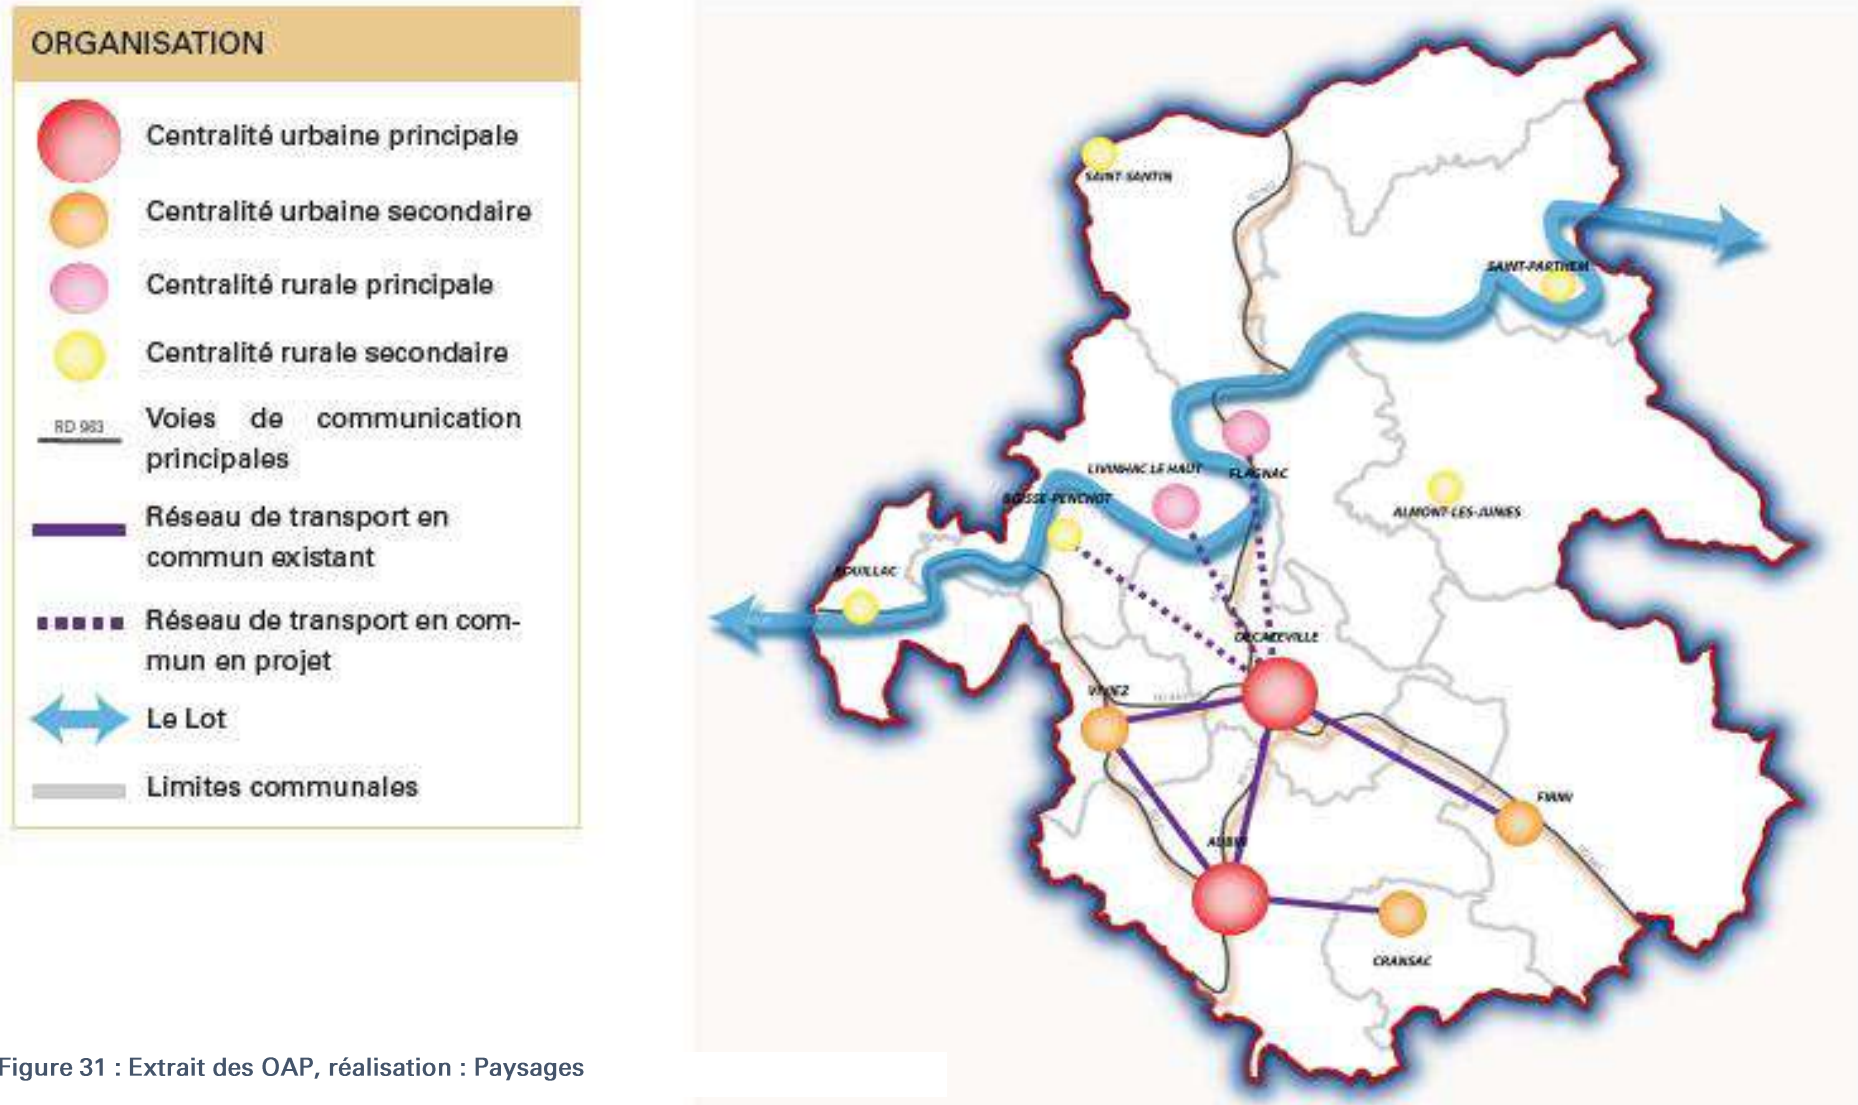 ORGANISATION
Centralité urbaine principale
Centralité urbaine secondaire
Centralité rurale principale
Centralité rurale secondaire
RD 963
Voies de communication
principales
Réseau de transport en
commun existant
Réseau de transport en com-
mun en projet
Le Lot
Limites communales
SAINT-SANTIN
SAINT-PARTHEM
LIVINHAC LE HAUT
FLAGNAC
BOISSE-PENCHOT
ALMONT-LES-JUNIES
BOUILLAC
DECAZEVILLE
VIVIEZ
FIRMI
AUBIN
CRANSAC
Figure 31 : Extrait des OAP, réalisation : Paysages